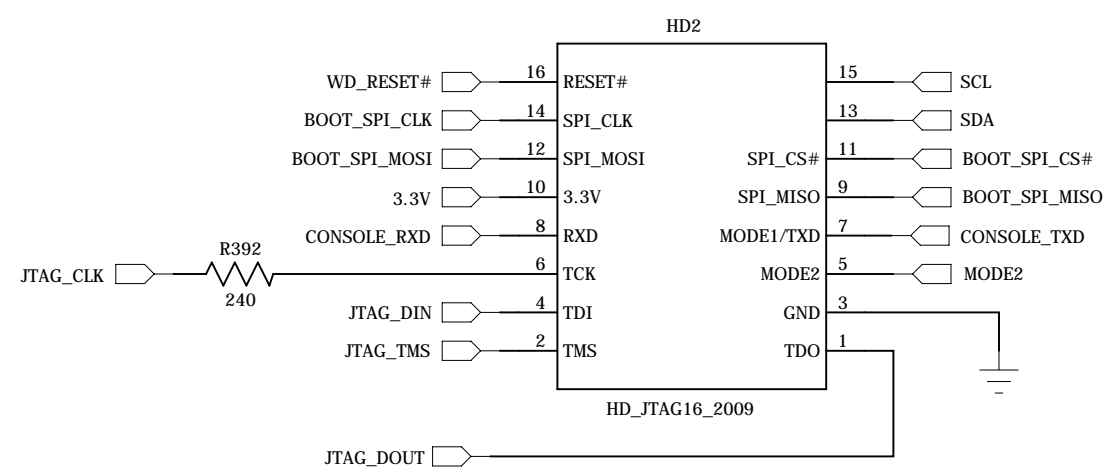 HD2
WD_RESET# 16 RESET# 15 SCL
BOOT_SPI_CLK 14 SPI_CLK 13 SDA
BOOT_SPI_MOSI 12 SPI_MOSI SPI_CS# 11 BOOT_SPI_CS#
3.3V 10 3.3V SPI_MISO 9 BOOT_SPI_MISO
CONSOLE_RXD 8 RXD MODE1/TXD 7 CONSOLE_TXD
R392
JTAG_CLK 6 TCK MODE2 5 MODE2
240
JTAG_DIN 4 TDI GND 3
JTAG_TMS 2 TMS TDO 1
HD_JTAG16_2009
JTAG_DOUT